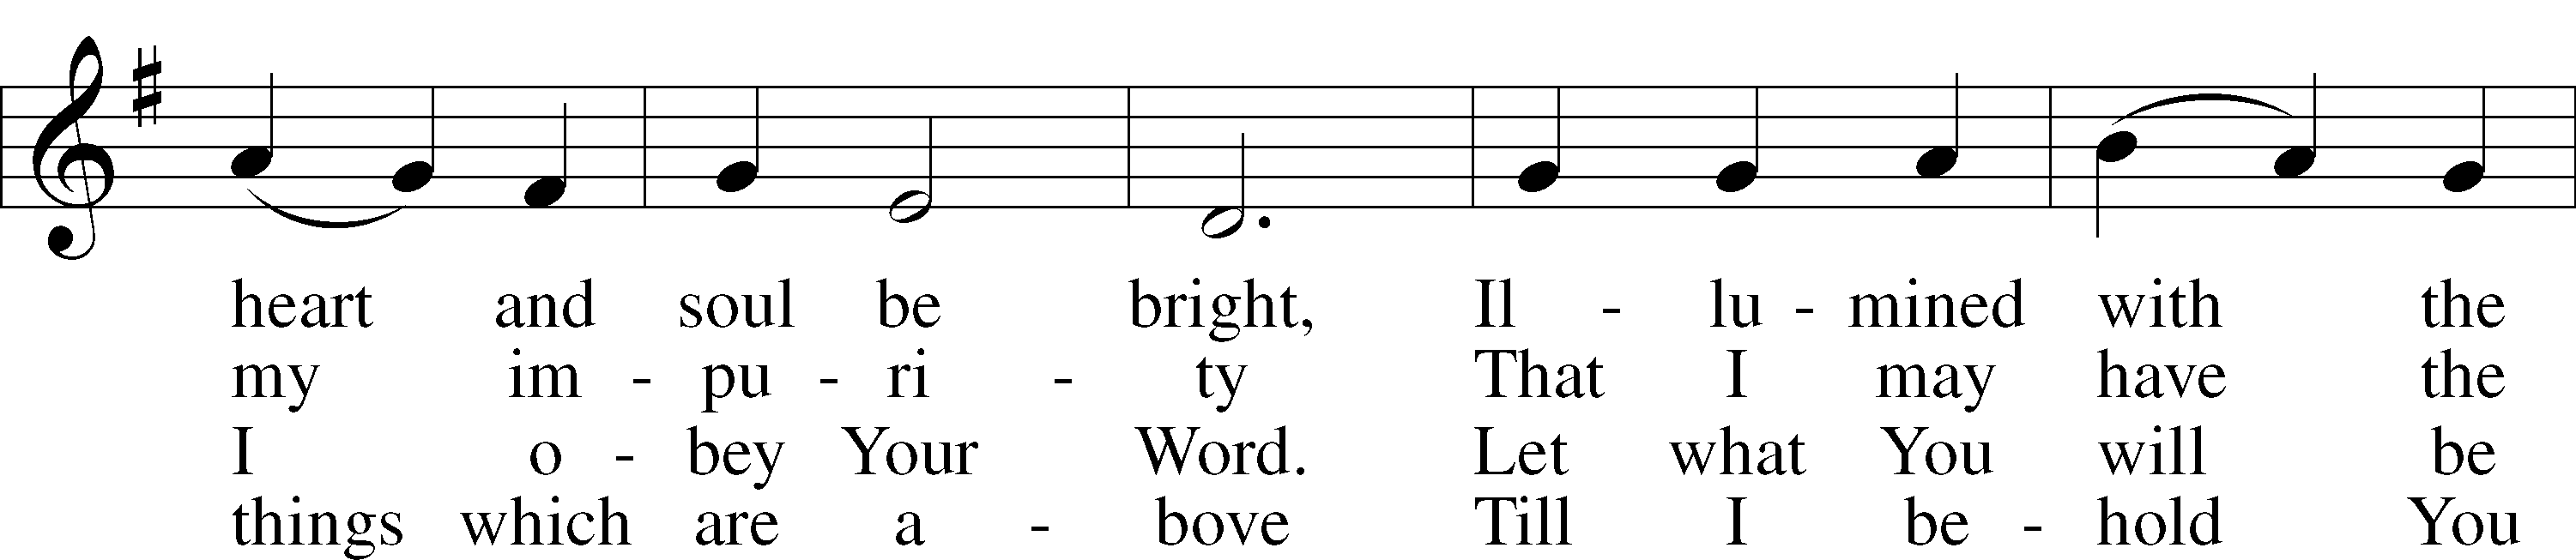 heart and soul be bright, Il - lu - mined with the
my im - pu - ri - ty That I may have the
I o - bey Your Word. Let what You will be
things which are a - bove Till I be - hold You